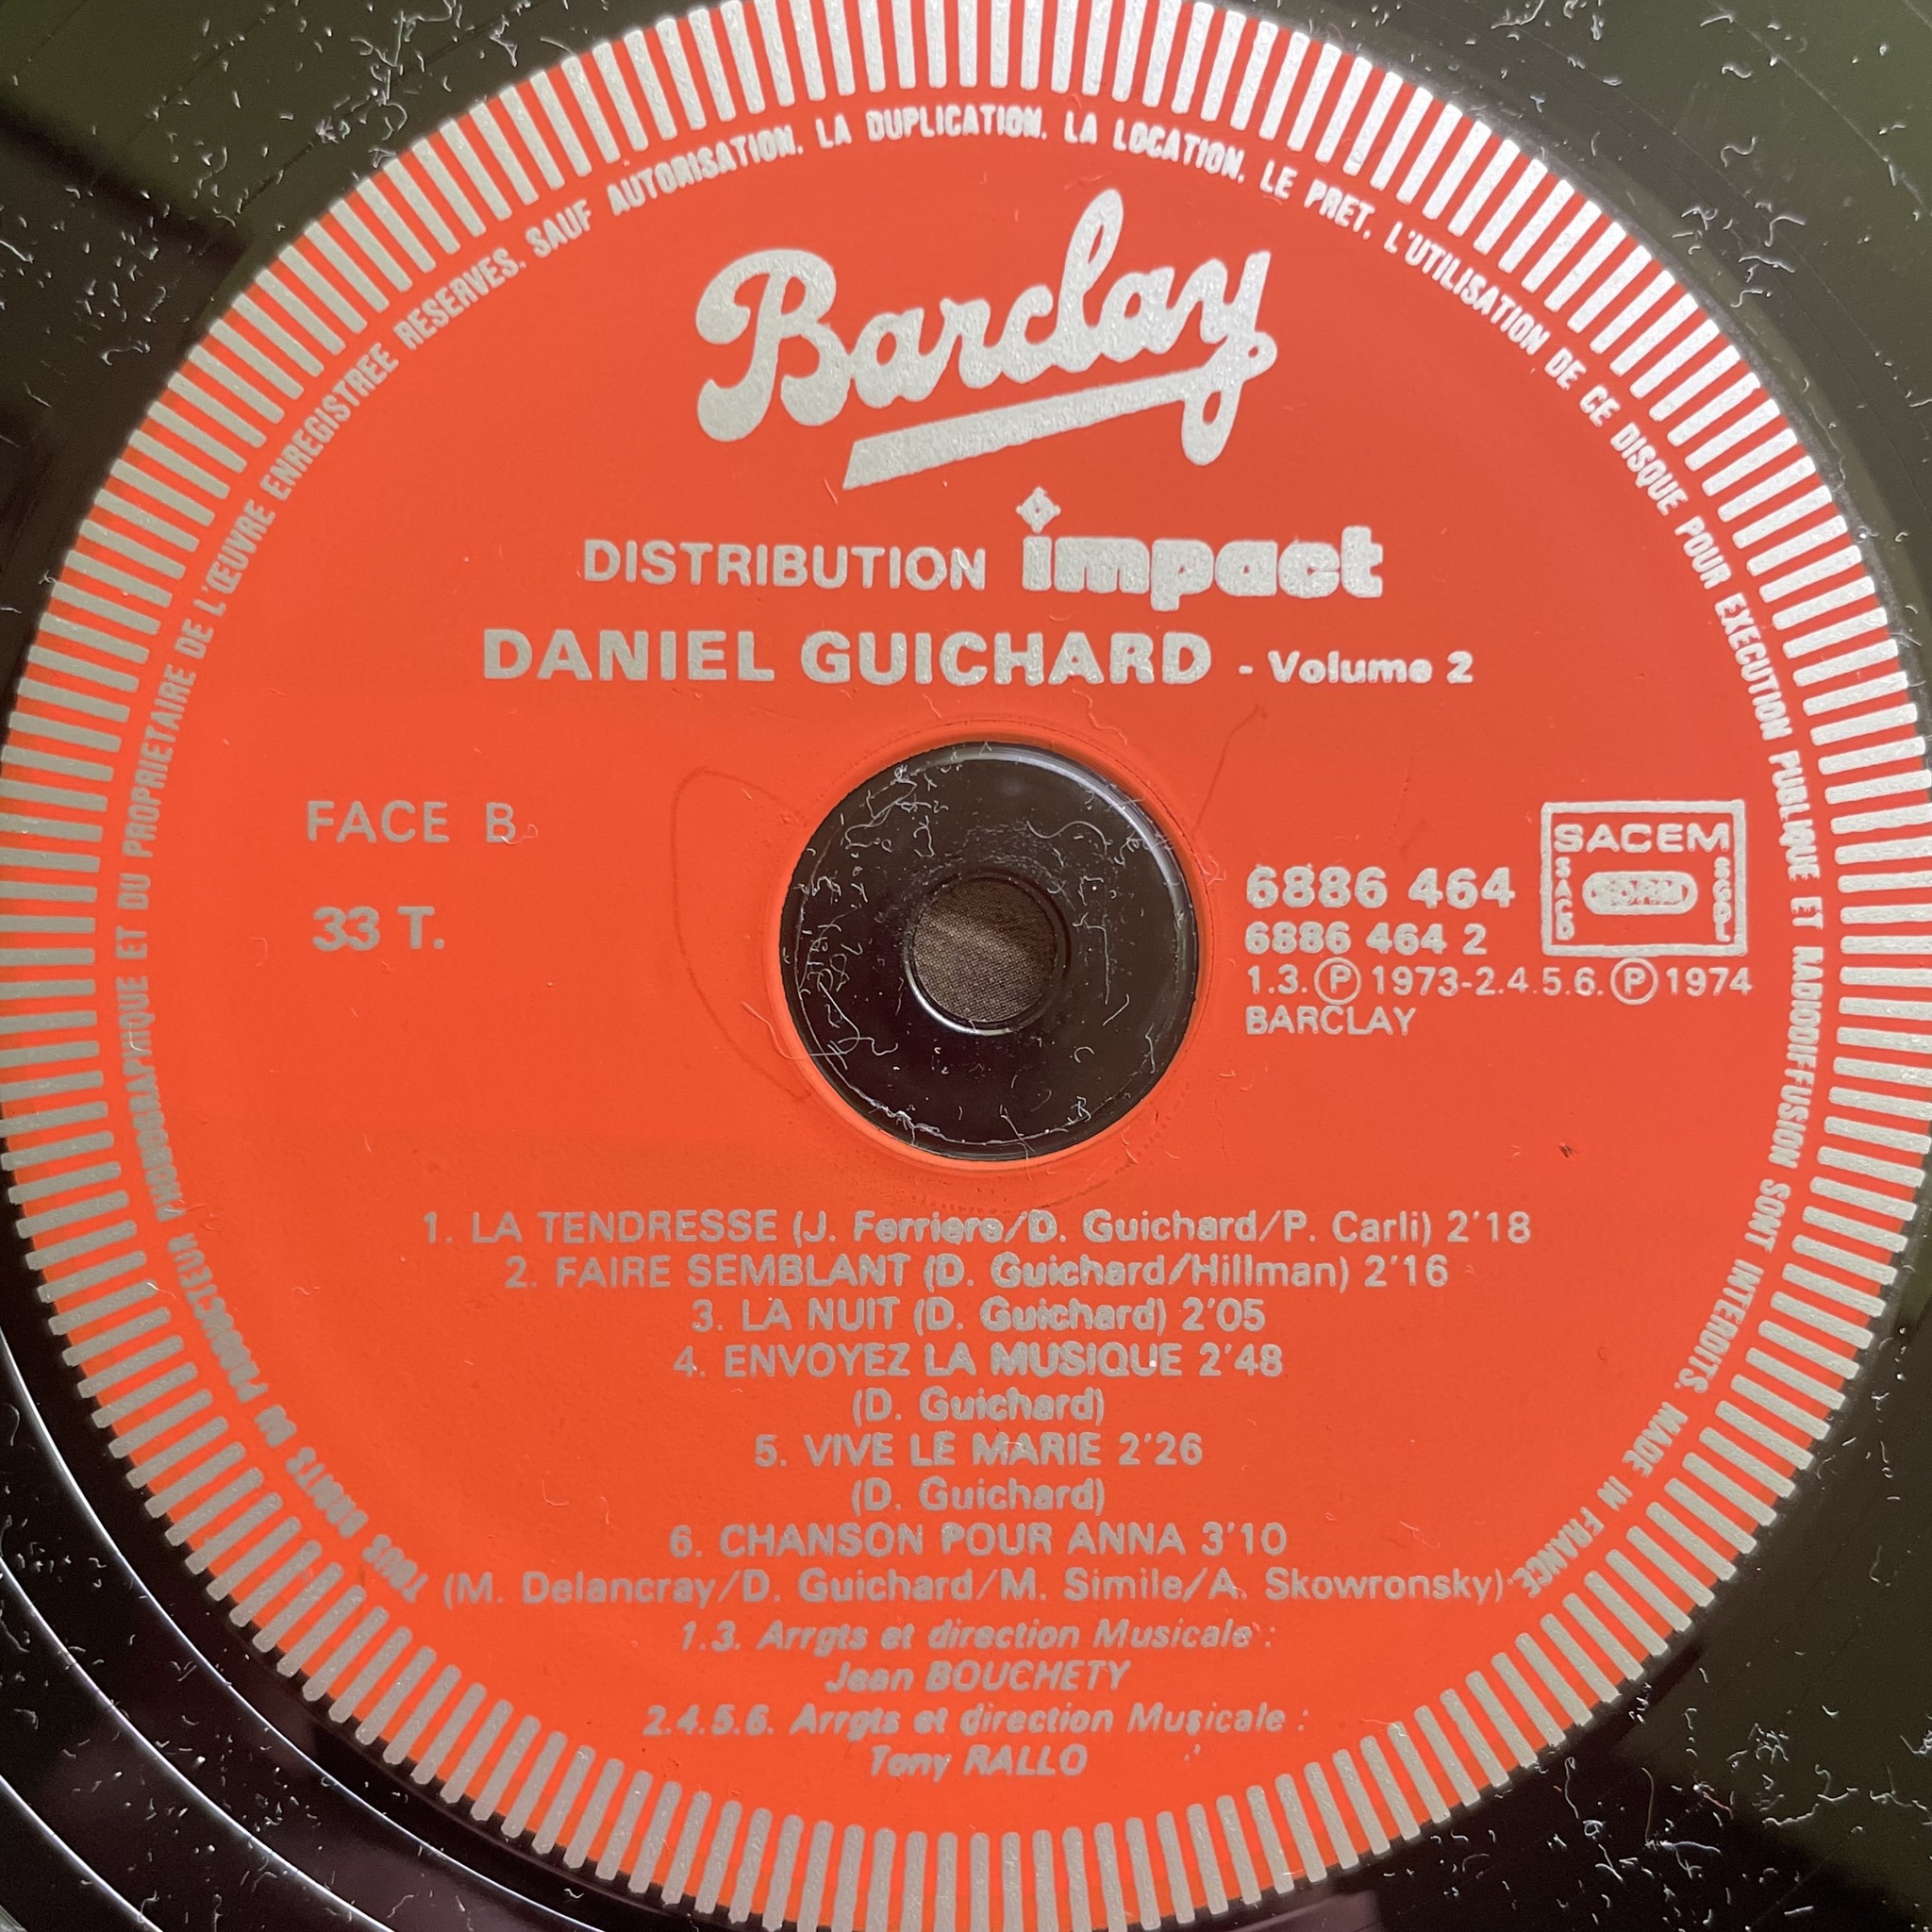 TOUS DROITS DU PRODUCTEUR PHONOGRAPHIQUE ET DU PROPRIETAIRE DE L'ŒUVRE ENREGISTREE RESERVES. SAUF AUTORISATION. LA DUPLICATION. LA LOCATION. LE PRET. L'UTILISATION DE CE DISQUE POUR EXECUTION PUBLIQUE ET RADIODIFFUSION SONT INTERDITS. MADE IN FRANCE.
Barclay
DISTRIBUTION impact
DANIEL GUICHARD - Volume 2
FACE B
33 T.
6886 464
6886 464 2
1.3. Ⓟ 1973-2.4.5.6. Ⓟ 1974
BARCLAY
SACEM
SACD
SGDL
1. LA TENDRESSE (J. Ferriere/D. Guichard/P. Carli) 2'18
2. FAIRE SEMBLANT (D. Guichard/Hillman) 2'16
3. LA NUIT (D. Guichard) 2'05
4. ENVOYEZ LA MUSIQUE 2'48
(D. Guichard)
5. VIVE LE MARIE 2'26
(D. Guichard)
6. CHANSON POUR ANNA 3'10
(M. Delancray/D. Guichard/M. Simile/A. Skowronsky)
1.3. Arrgts et direction Musicale :
Jean BOUCHETY
2.4.5.6. Arrgts et direction Musicale :
Tony RALLO